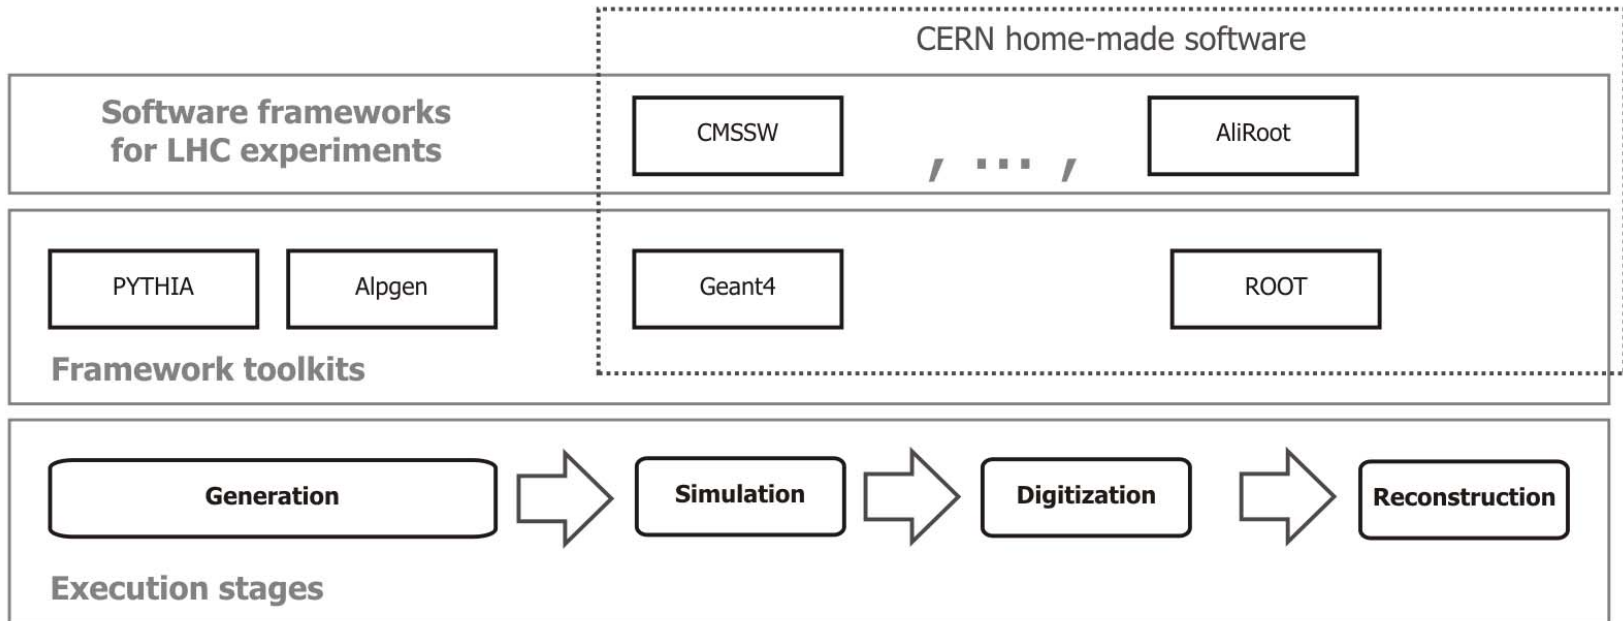 CERN home-made software
Software frameworks
for LHC experiments
CMSSW
, ... ,
AliRoot
PYTHIA
Alpgen
Geant4
ROOT
Framework toolkits
Generation
Simulation
Digitization
Reconstruction
Execution stages